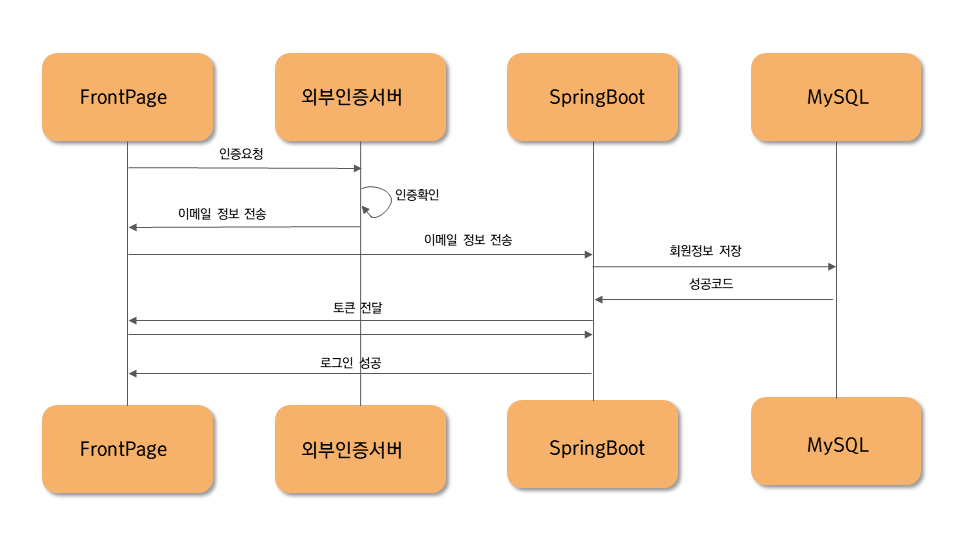 FrontPage
외부인증서버
SpringBoot
MySQL
인증요청
인증확인
이메일 정보 전송
이메일 정보 전송
회원정보 저장
성공코드
토큰 전달
로그인 성공
FrontPage
외부인증서버
SpringBoot
MySQL